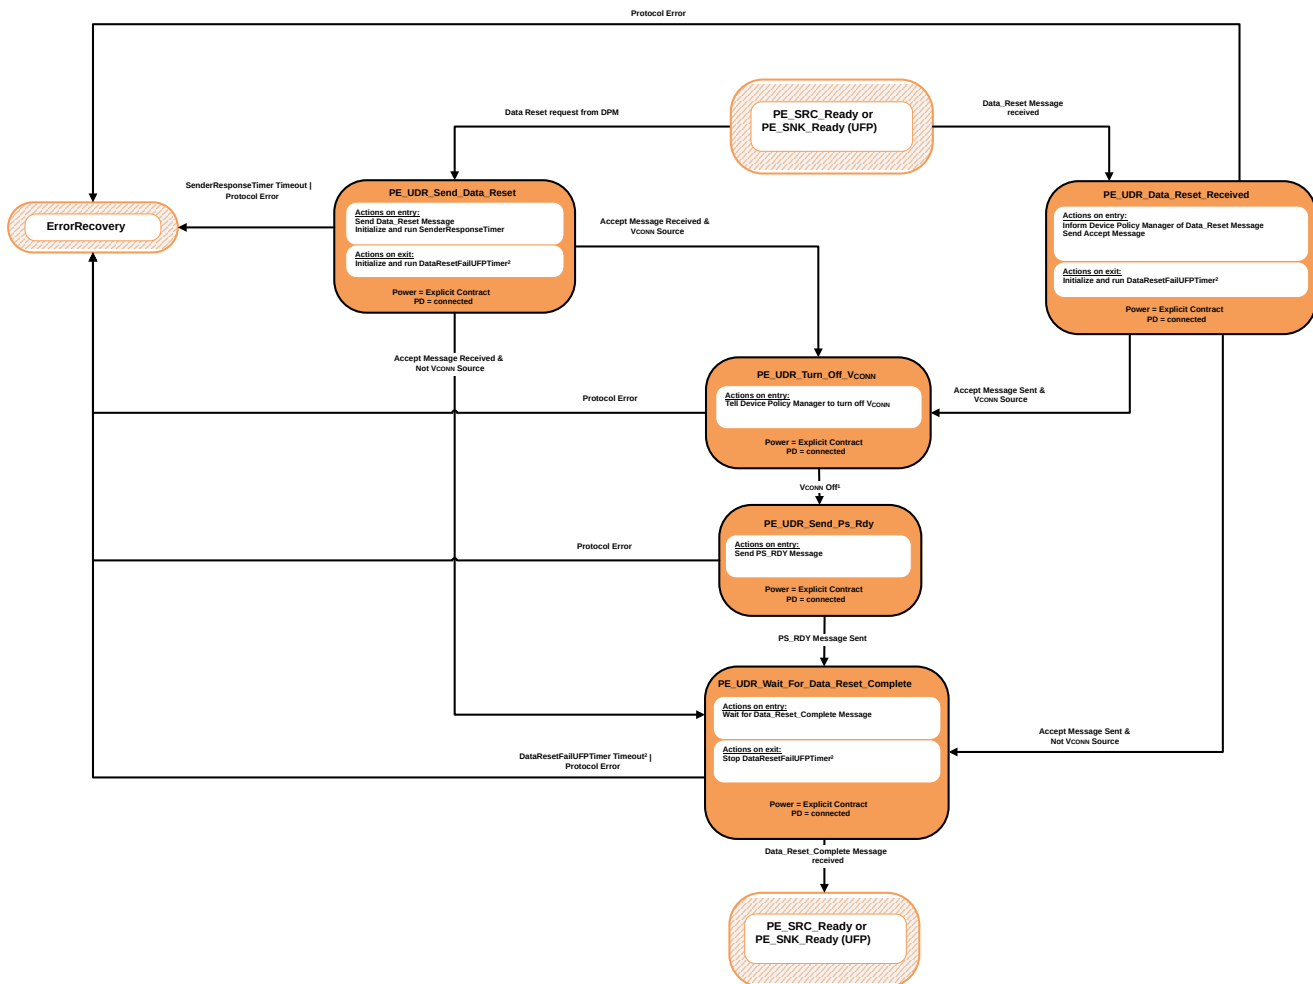 Protocol Error
PE_SRC_Ready or
PE_SNK_Ready (UFP)
Data Reset request from DPM
Data_Reset Message
received
SenderResponseTimer Timeout |
Protocol Error
ErrorRecovery
PE_UDR_Send_Data_Reset
Actions on entry:
Send Data_Reset Message
Initialize and run SenderResponseTimer
Actions on exit:
Initialize and run DataResetFailUFPTimer²
Power = Explicit Contract
PD = connected
Accept Message Received &
VCONN Source
PE_UDR_Data_Reset_Received
Actions on entry:
Inform Device Policy Manager of Data_Reset Message
Send Accept Message
Actions on exit:
Initialize and run DataResetFailUFPTimer²
Power = Explicit Contract
PD = connected
Accept Message Received &
Not VCONN Source
PE_UDR_Turn_Off_VCONN
Actions on entry:
Tell Device Policy Manager to turn off VCONN
Power = Explicit Contract
PD = connected
Protocol Error
Accept Message Sent &
VCONN Source
VCONN Off¹
PE_UDR_Send_Ps_Rdy
Actions on entry:
Send PS_RDY Message
Power = Explicit Contract
PD = connected
Protocol Error
PS_RDY Message Sent
PE_UDR_Wait_For_Data_Reset_Complete
Actions on entry:
Wait for Data_Reset_Complete Message
Actions on exit:
Stop DataResetFailUFPTimer²
Power = Explicit Contract
PD = connected
Accept Message Sent &
Not VCONN Source
DataResetFailUFPTimer Timeout² |
Protocol Error
Data_Reset_Complete Message
received
PE_SRC_Ready or
PE_SNK_Ready (UFP)